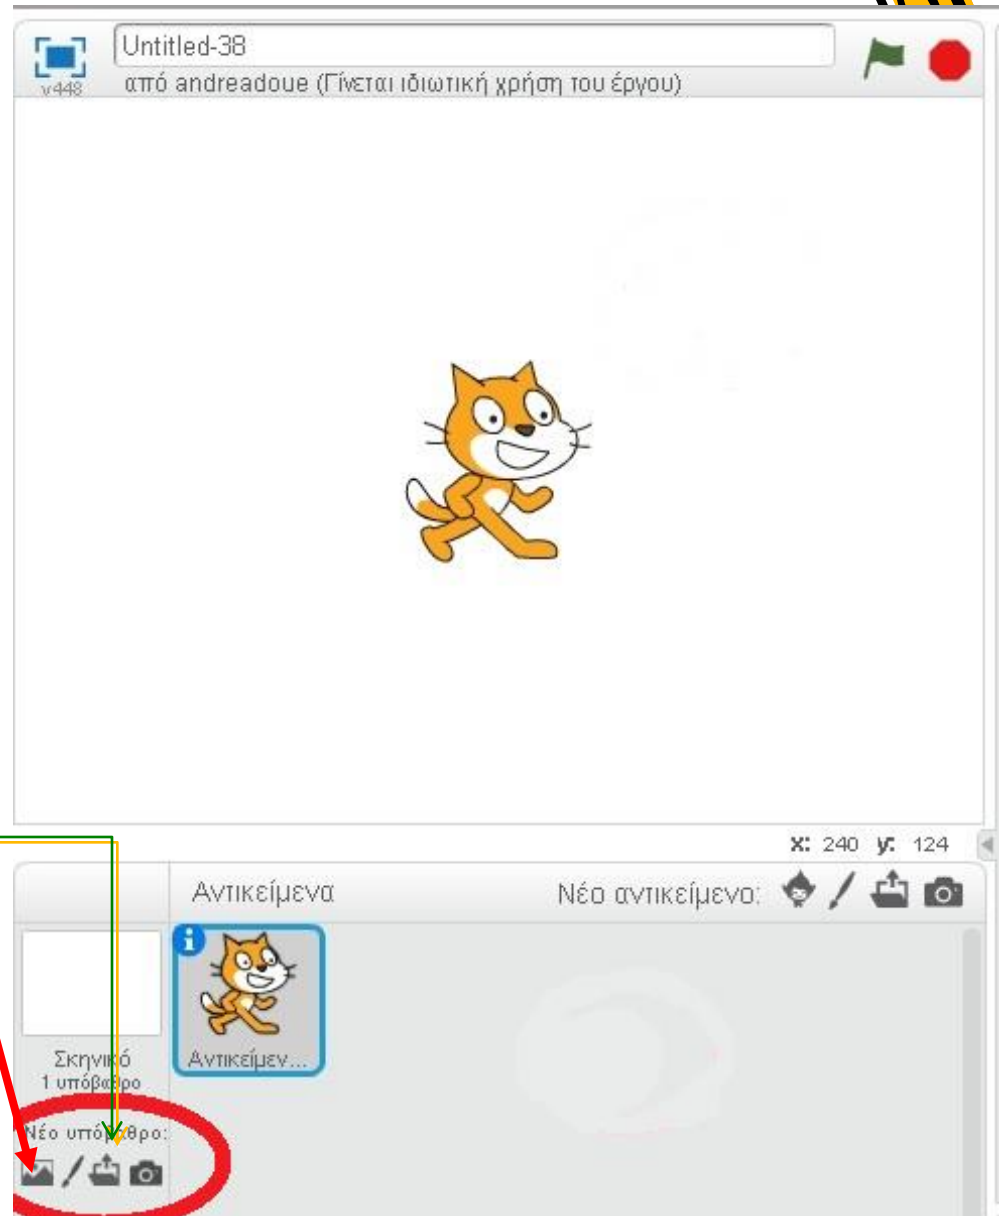 Untitled-38
v448
από andreadoue (Γίνεται ιδιωτική χρήση του έργου)
x: 240 y: 124
Αντικείμενα
Νέο αντικείμενο:
Αντικείμεν...
Σκηνικό
1 υπόβαθρο
Νέο υπόβαθρο: